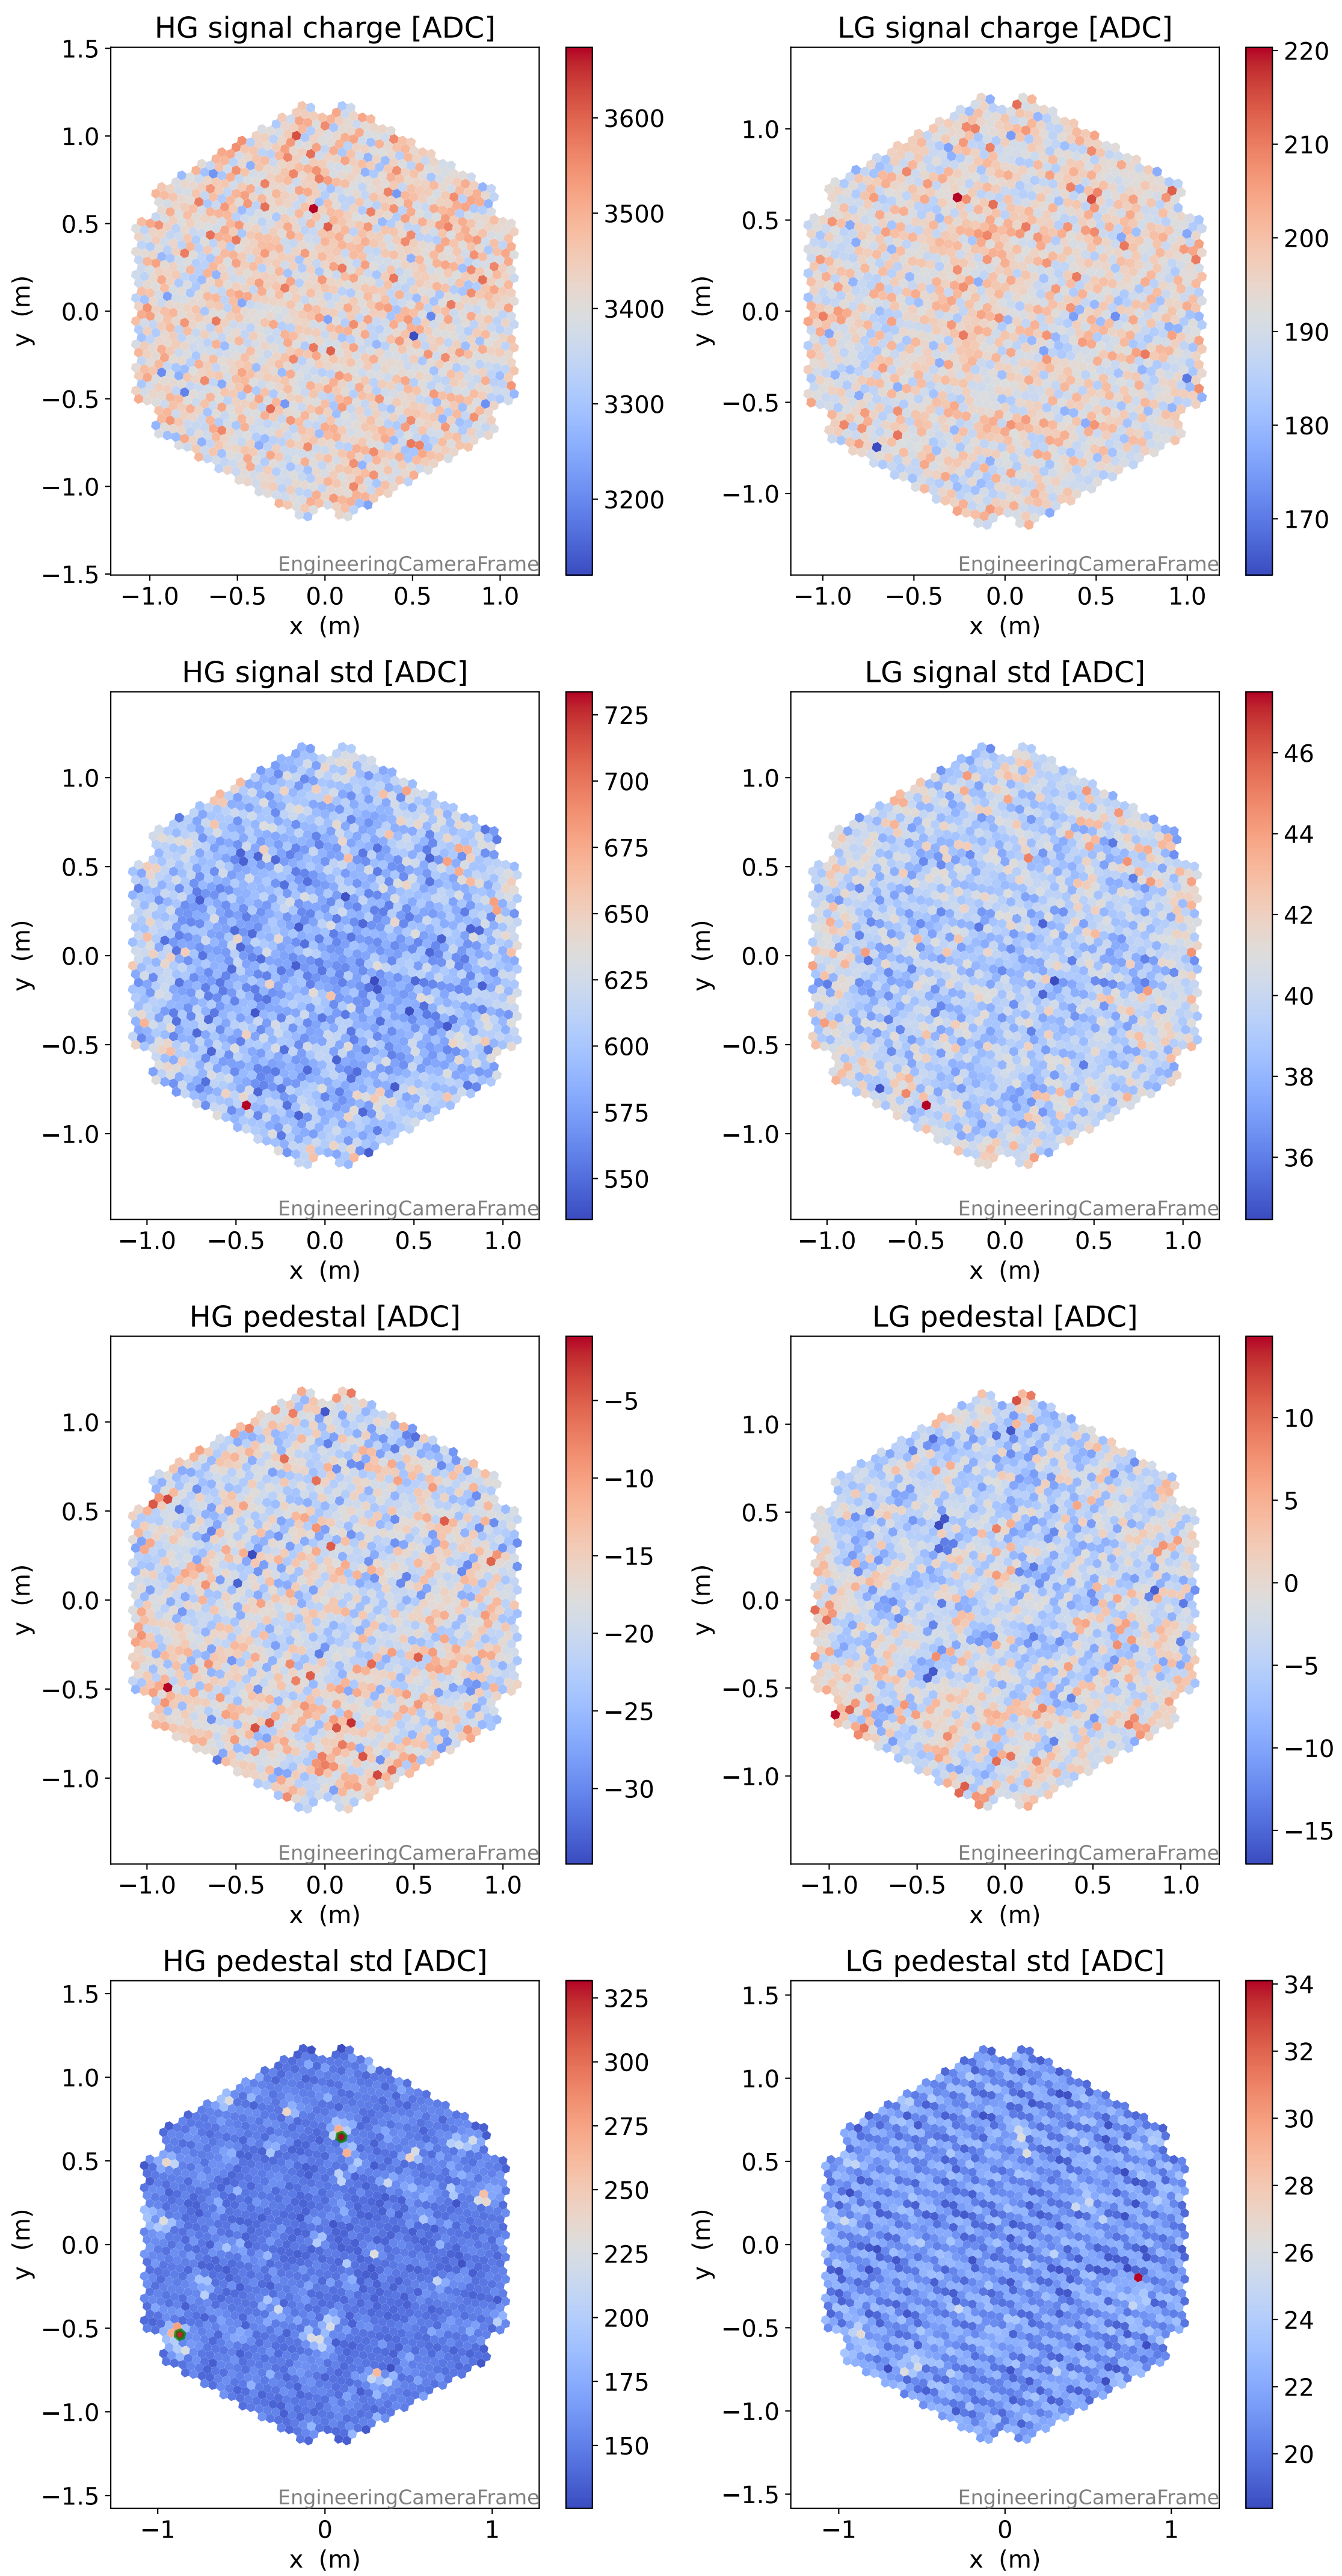 HG signal charge [ADC]
1.5
1.0
0.5
0.0
−0.5
−1.0
−1.5
y (m)
−1.0 −0.5 0.0 0.5 1.0
x (m)
EngineeringCameraFrame
3600
3500
3400
3300
3200
LG signal charge [ADC]
1.0
0.5
0.0
−0.5
−1.0
y (m)
−1.0 −0.5 0.0 0.5 1.0
x (m)
EngineeringCameraFrame
220
210
200
190
180
170
HG signal std [ADC]
1.0
0.5
0.0
−0.5
−1.0
y (m)
−1.0 −0.5 0.0 0.5 1.0
x (m)
EngineeringCameraFrame
725
700
675
650
625
600
575
550
LG signal std [ADC]
1.0
0.5
0.0
−0.5
−1.0
y (m)
−1.0 −0.5 0.0 0.5 1.0
x (m)
EngineeringCameraFrame
46
44
42
40
38
36
HG pedestal [ADC]
1.0
0.5
0.0
−0.5
−1.0
y (m)
−1.0 −0.5 0.0 0.5 1.0
x (m)
EngineeringCameraFrame
−5
−10
−15
−20
−25
−30
LG pedestal [ADC]
1.0
0.5
0.0
−0.5
−1.0
y (m)
−1.0 −0.5 0.0 0.5 1.0
x (m)
EngineeringCameraFrame
10
5
0
−5
−10
−15
HG pedestal std [ADC]
1.5
1.0
0.5
0.0
−0.5
−1.0
−1.5
y (m)
−1 0 1
x (m)
EngineeringCameraFrame
325
300
275
250
225
200
175
150
LG pedestal std [ADC]
1.5
1.0
0.5
0.0
−0.5
−1.0
−1.5
y (m)
−1 0 1
x (m)
EngineeringCameraFrame
34
32
30
28
26
24
22
20